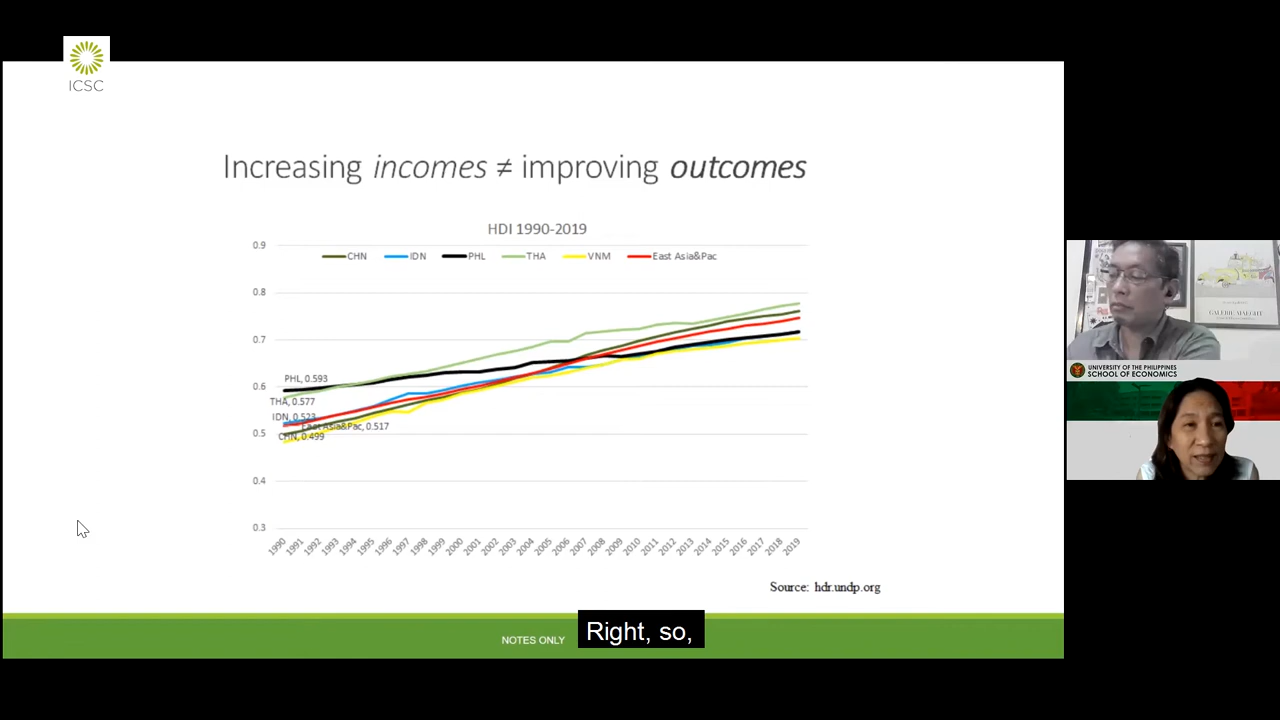 ICSC
Increasing incomes ≠ improving outcomes
HDI 1990-2019
CHN IDN PHL THA VNM East Asia&Pac
0.9
0.8
0.7
0.6
0.5
0.4
0.3
PHL, 0.593
THA, 0.577
IDN, 0.523
East Asia&Pac, 0.517
CHN, 0.499
1990 1991 1992 1993 1994 1995 1996 1997 1998 1999 2000 2001 2002 2003 2004 2005 2006 2007 2008 2009 2010 2011 2012 2013 2014 2015 2016 2017 2018 2019
Source: hdr.undp.org
NOTES ONLY
Right, so,
GALERIE MAEGHT
UNIVERSITY OF THE PHILIPPINES
SCHOOL OF ECONOMICS